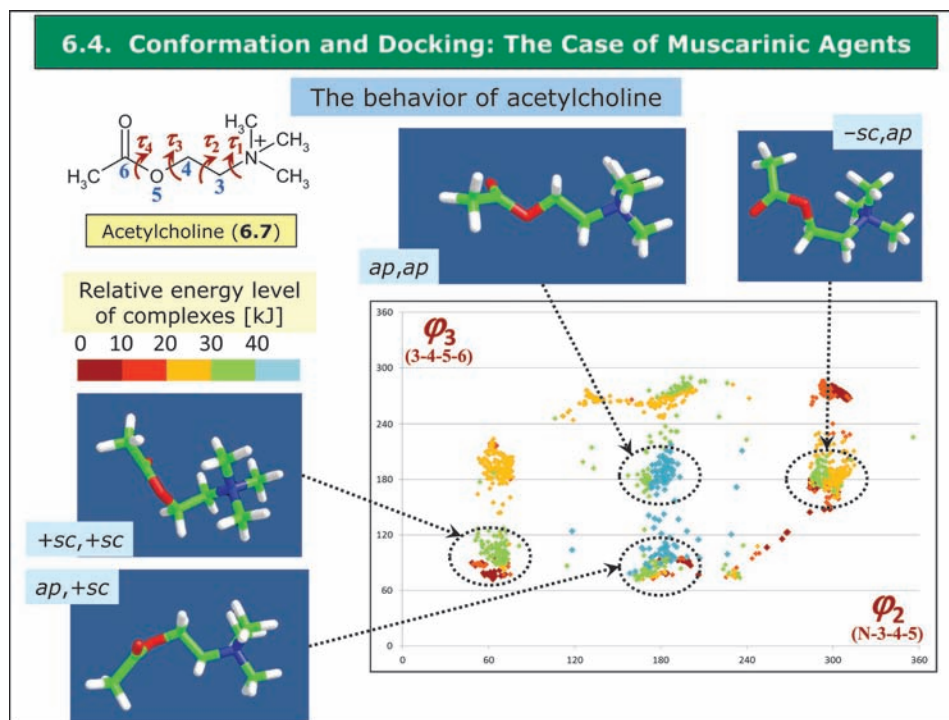 6.4. Conformation and Docking: The Case of Muscarinic Agents
The behavior of acetylcholine
O
H₃C
τ₄ τ₃ τ₂ τ₁
N+
CH₃
H₃C 6 O 4 CH₃
5 3
Acetylcholine (6.7)
–sc,ap
ap,ap
Relative energy level
of complexes [kJ]
0 10 20 30 40
+sc,+sc
ap,+sc
360
300
240
180
120
60
0
φ₃
(3-4-5-6)
φ₂
(N-3-4-5)
0 60 120 180 240 300 360